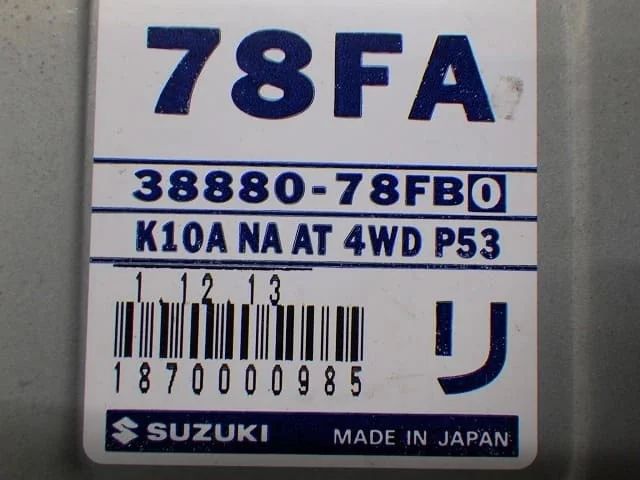 78FA
38880-78FB0
K10A NA AT 4WD P53
1.12.13
1870000985
リ
SUZUKI MADE IN JAPAN